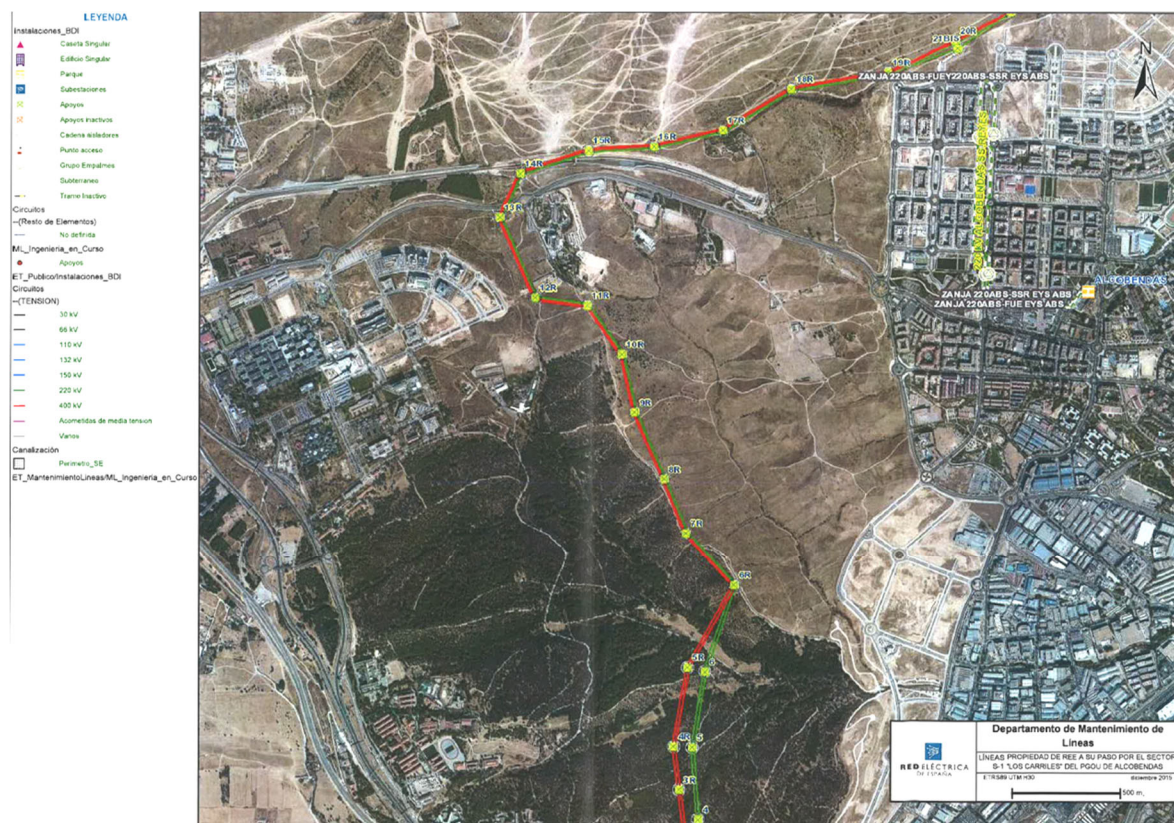 LEYENDA
Instalaciones_BDI
Caseta Singular
Edificio Singular
Parque
Subestaciones
Apoyos
Apoyos inactivos
Cadena aisladores
Punto acceso
Grupo Empalmes
Subterraneo
Tramo Inactivo
Circuitos
--(Resto de Elementos)
No definida
ML_Ingenieria_en_Curso
Apoyos
ET_Publico/Instalaciones_BDI
Circuitos
--(TENSION)
30 kV
66 kV
110 kV
132 kV
150 kV
220 kV
400 kV
Acometidas de media tension
Varios
Canalización
Perimetro_SE
ET_MantenimientoLineas/ML_Ingenieria_en_Curso
N
20R
21BIS
19R
ZANJA 220ABS-FUEY220ABS-SSR EYS ABS
18R
17R
16R
15R
14R
13R
12R
11R
10R
9R
8R
7R
6R
5R
6
4R
5
3R
4
ALCOBENDAS
ZANJA 220ABS-SSR EYS ABS
ZANJA 220ABS-FUE EYS ABS
RED ELÉCTRICA
DE ESPAÑA
Departamento de Mantenimiento de
Líneas
LÍNEAS PROPIEDAD DE REE A SU PASO POR EL SECTOR
S-1 "LOS CARRILES" DEL PGOU DE ALCOBENDAS
ETRS89 UTM H30
diciembre 2015
500 m.